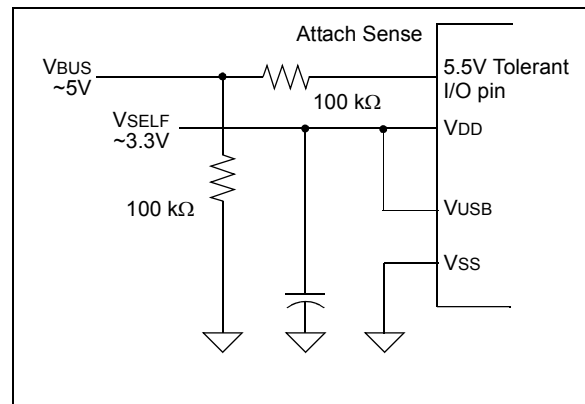 Attach Sense
VBUS
~5V
100 kΩ
5.5V Tolerant
I/O pin
VSELF
~3.3V
VDD
100 kΩ
VUSB
VSS